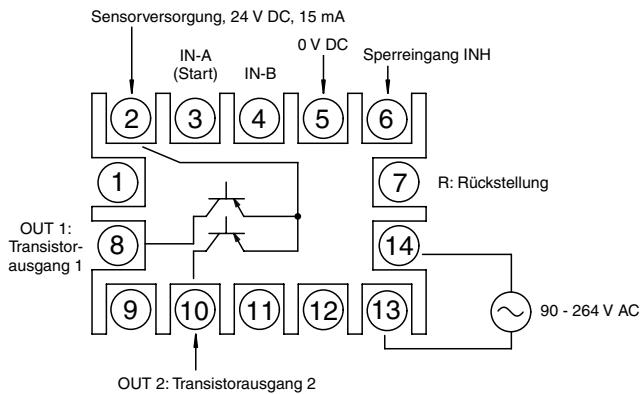 Sensorversorgung, 24 V DC, 15 mA
0 V DC
IN-A
(Start)
IN-B
Sperreingang INH
2
3
4
5
6
1
7
R: Rückstellung
OUT 1:
Transistor-
ausgang 1
8
14
9
10
11
12
13
90 - 264 V AC
OUT 2: Transistorausgang 2